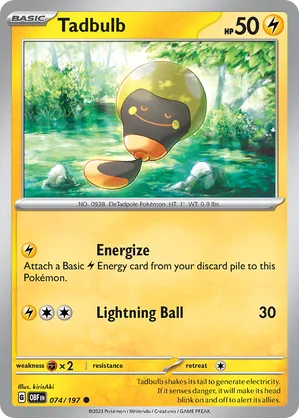 BASIC
Tadbulb
HP 50
NO. 0938. EleTadpole Pokémon. HT: 1' WT: 0.9 lbs.
Energize
Attach a Basic Energy card from your discard pile to this
Pokémon.
Lightning Ball 30
weakness ×2 resistance retreat
Illus. kirisAki
Tadbulb shakes its tail to generate electricity.
If it senses danger, it will make its head
blink on and off to alert its allies.
G OBF EN 074/197
©2023 Pokémon / Nintendo / Creatures / GAME FREAK